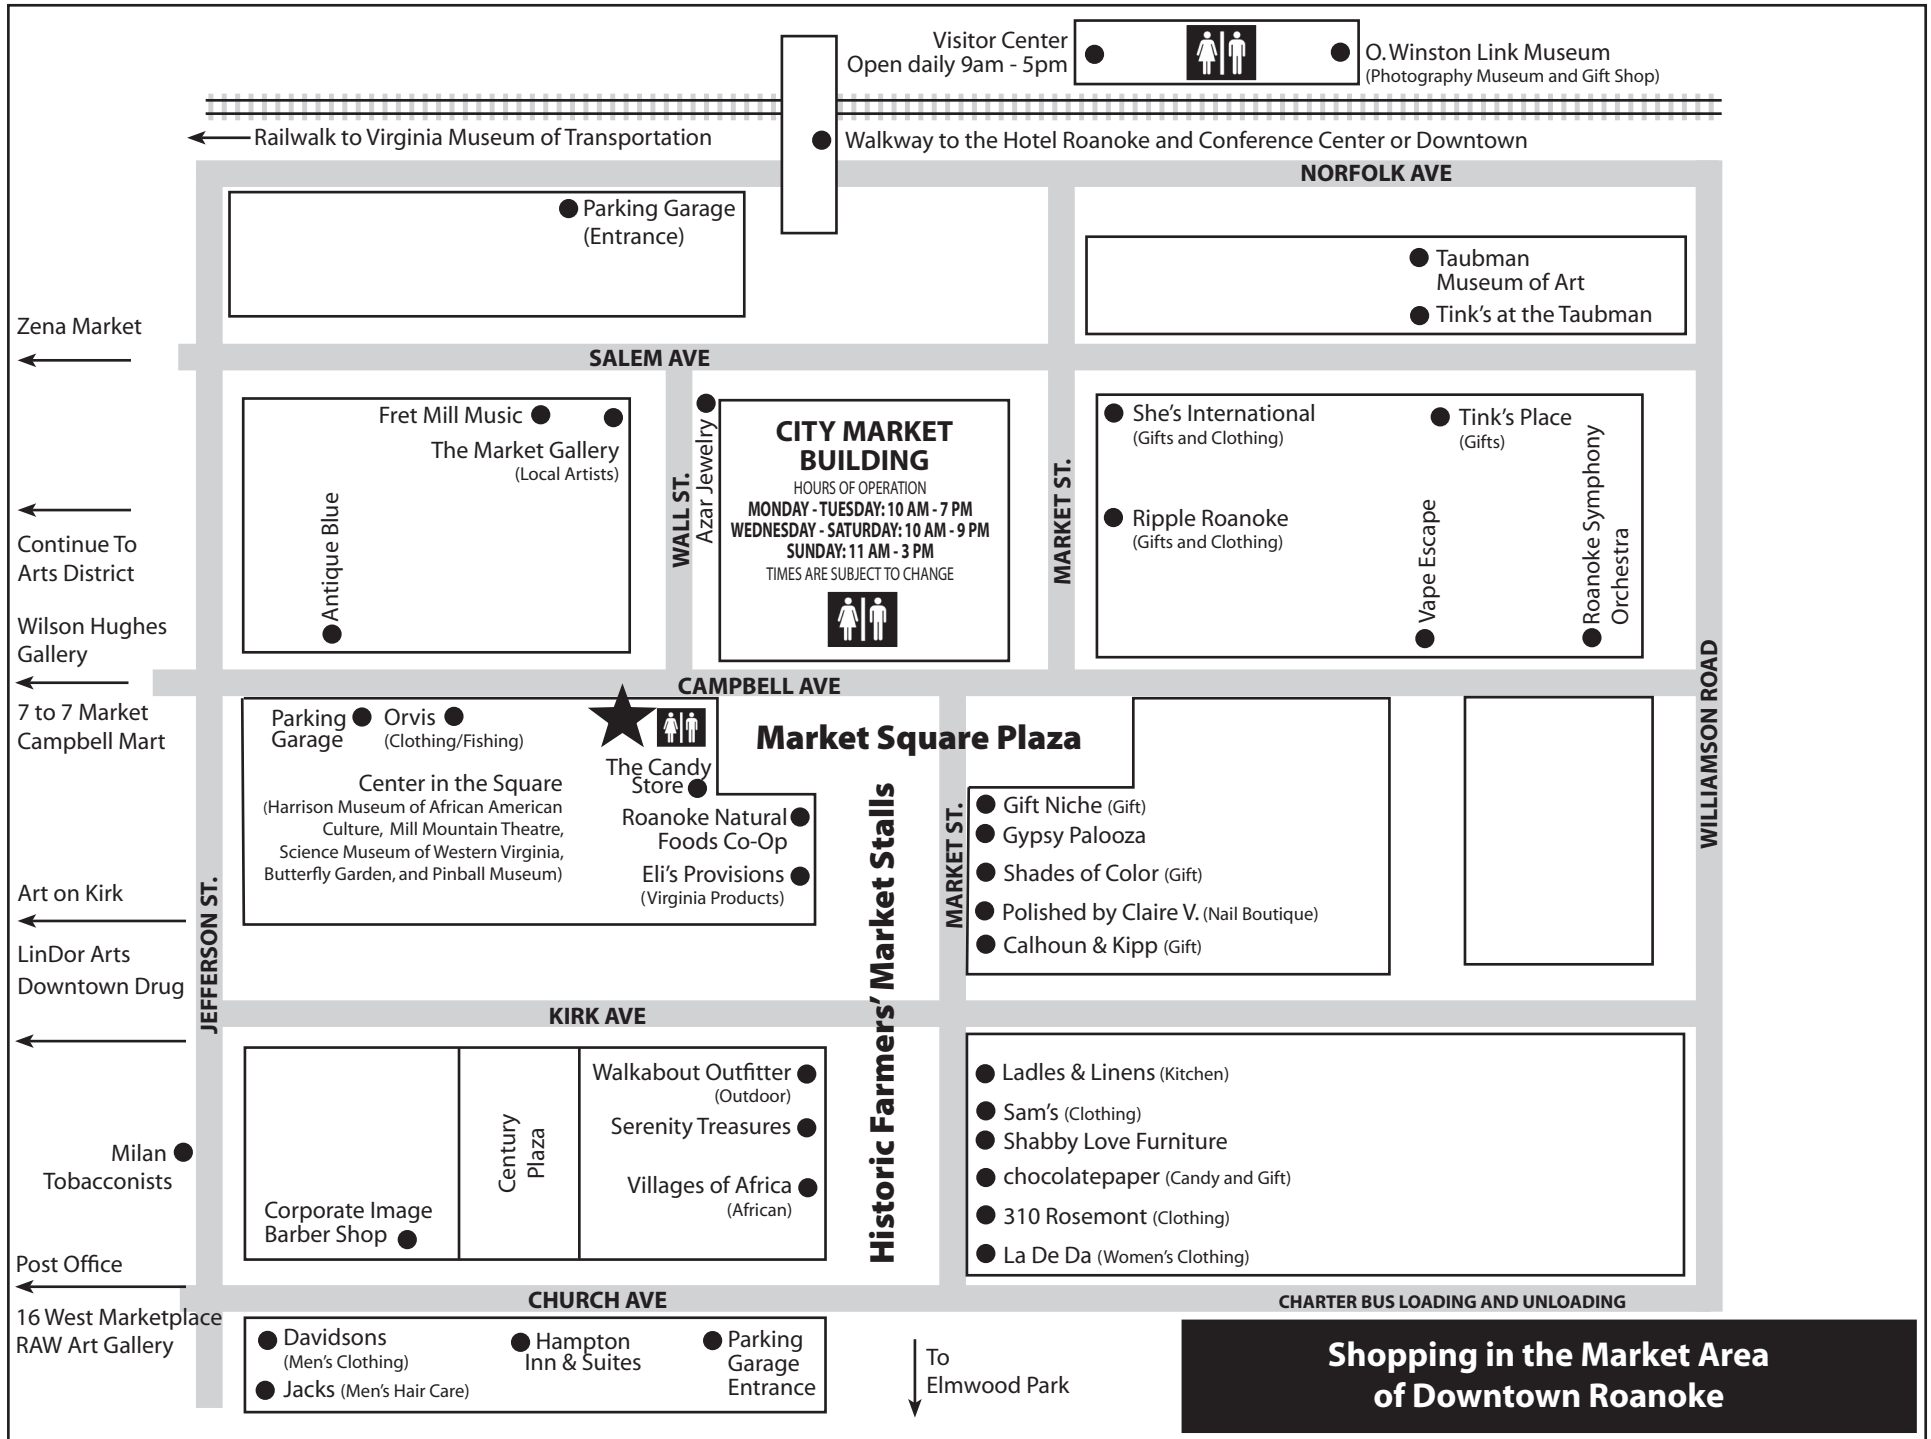 Visitor Center
Open daily 9am - 5pm
O.Winston Link Museum
(Photography Museum and Gift Shop)
Railwalk to Virginia Museum of Transportation
Walkway to the Hotel Roanoke and Conference Center or Downtown
NORFOLK AVE
Parking Garage
(Entrance)
Taubman
Museum of Art
Tink's at the Taubman
Zena Market
SALEM AVE
Fret Mill Music
The Market Gallery
(Local Artists)
Antique Blue
WALL ST.
Azar Jewelry
CITY MARKET
BUILDING
HOURS OF OPERATION
MONDAY - TUESDAY: 10 AM - 7 PM
WEDNESDAY - SATURDAY: 10 AM - 9 PM
SUNDAY: 11 AM - 3 PM
TIMES ARE SUBJECT TO CHANGE
MARKET ST.
She's International
(Gifts and Clothing)
Ripple Roanoke
(Gifts and Clothing)
Tink's Place
(Gifts)
Vape Escape
Roanoke Symphony
Orchestra
Continue To
Arts District
Wilson Hughes
Gallery
CAMPBELL AVE
WILLIAMSON ROAD
7 to 7 Market
Campbell Mart
Parking
Garage
Orvis
(Clothing/Fishing)
Center in the Square
(Harrison Museum of African American
Culture, Mill Mountain Theatre,
Science Museum of Western Virginia,
Butterfly Garden, and Pinball Museum)
The Candy
Store
Roanoke Natural
Foods Co-Op
Eli's Provisions
(Virginia Products)
Market Square Plaza
Historic Farmers' Market Stalls
MARKET ST.
Gift Niche (Gift)
Gypsy Palooza
Shades of Color (Gift)
Polished by Claire V. (Nail Boutique)
Calhoun & Kipp (Gift)
Art on Kirk
LinDor Arts
Downtown Drug
JEFFERSON ST.
KIRK AVE
Milan
Tobacconists
Corporate Image
Barber Shop
Century
Plaza
Walkabout Outfitter
(Outdoor)
Serenity Treasures
Villages of Africa
(African)
Ladles & Linens (Kitchen)
Sam's (Clothing)
Shabby Love Furniture
chocolatepaper (Candy and Gift)
310 Rosemont (Clothing)
La De Da (Women's Clothing)
Post Office
CHURCH AVE
CHARTER BUS LOADING AND UNLOADING
16 West Marketplace
RAW Art Gallery
Davidsons
(Men's Clothing)
Jacks (Men's Hair Care)
Hampton
Inn & Suites
Parking
Garage
Entrance
To
Elmwood Park
Shopping in the Market Area
of Downtown Roanoke